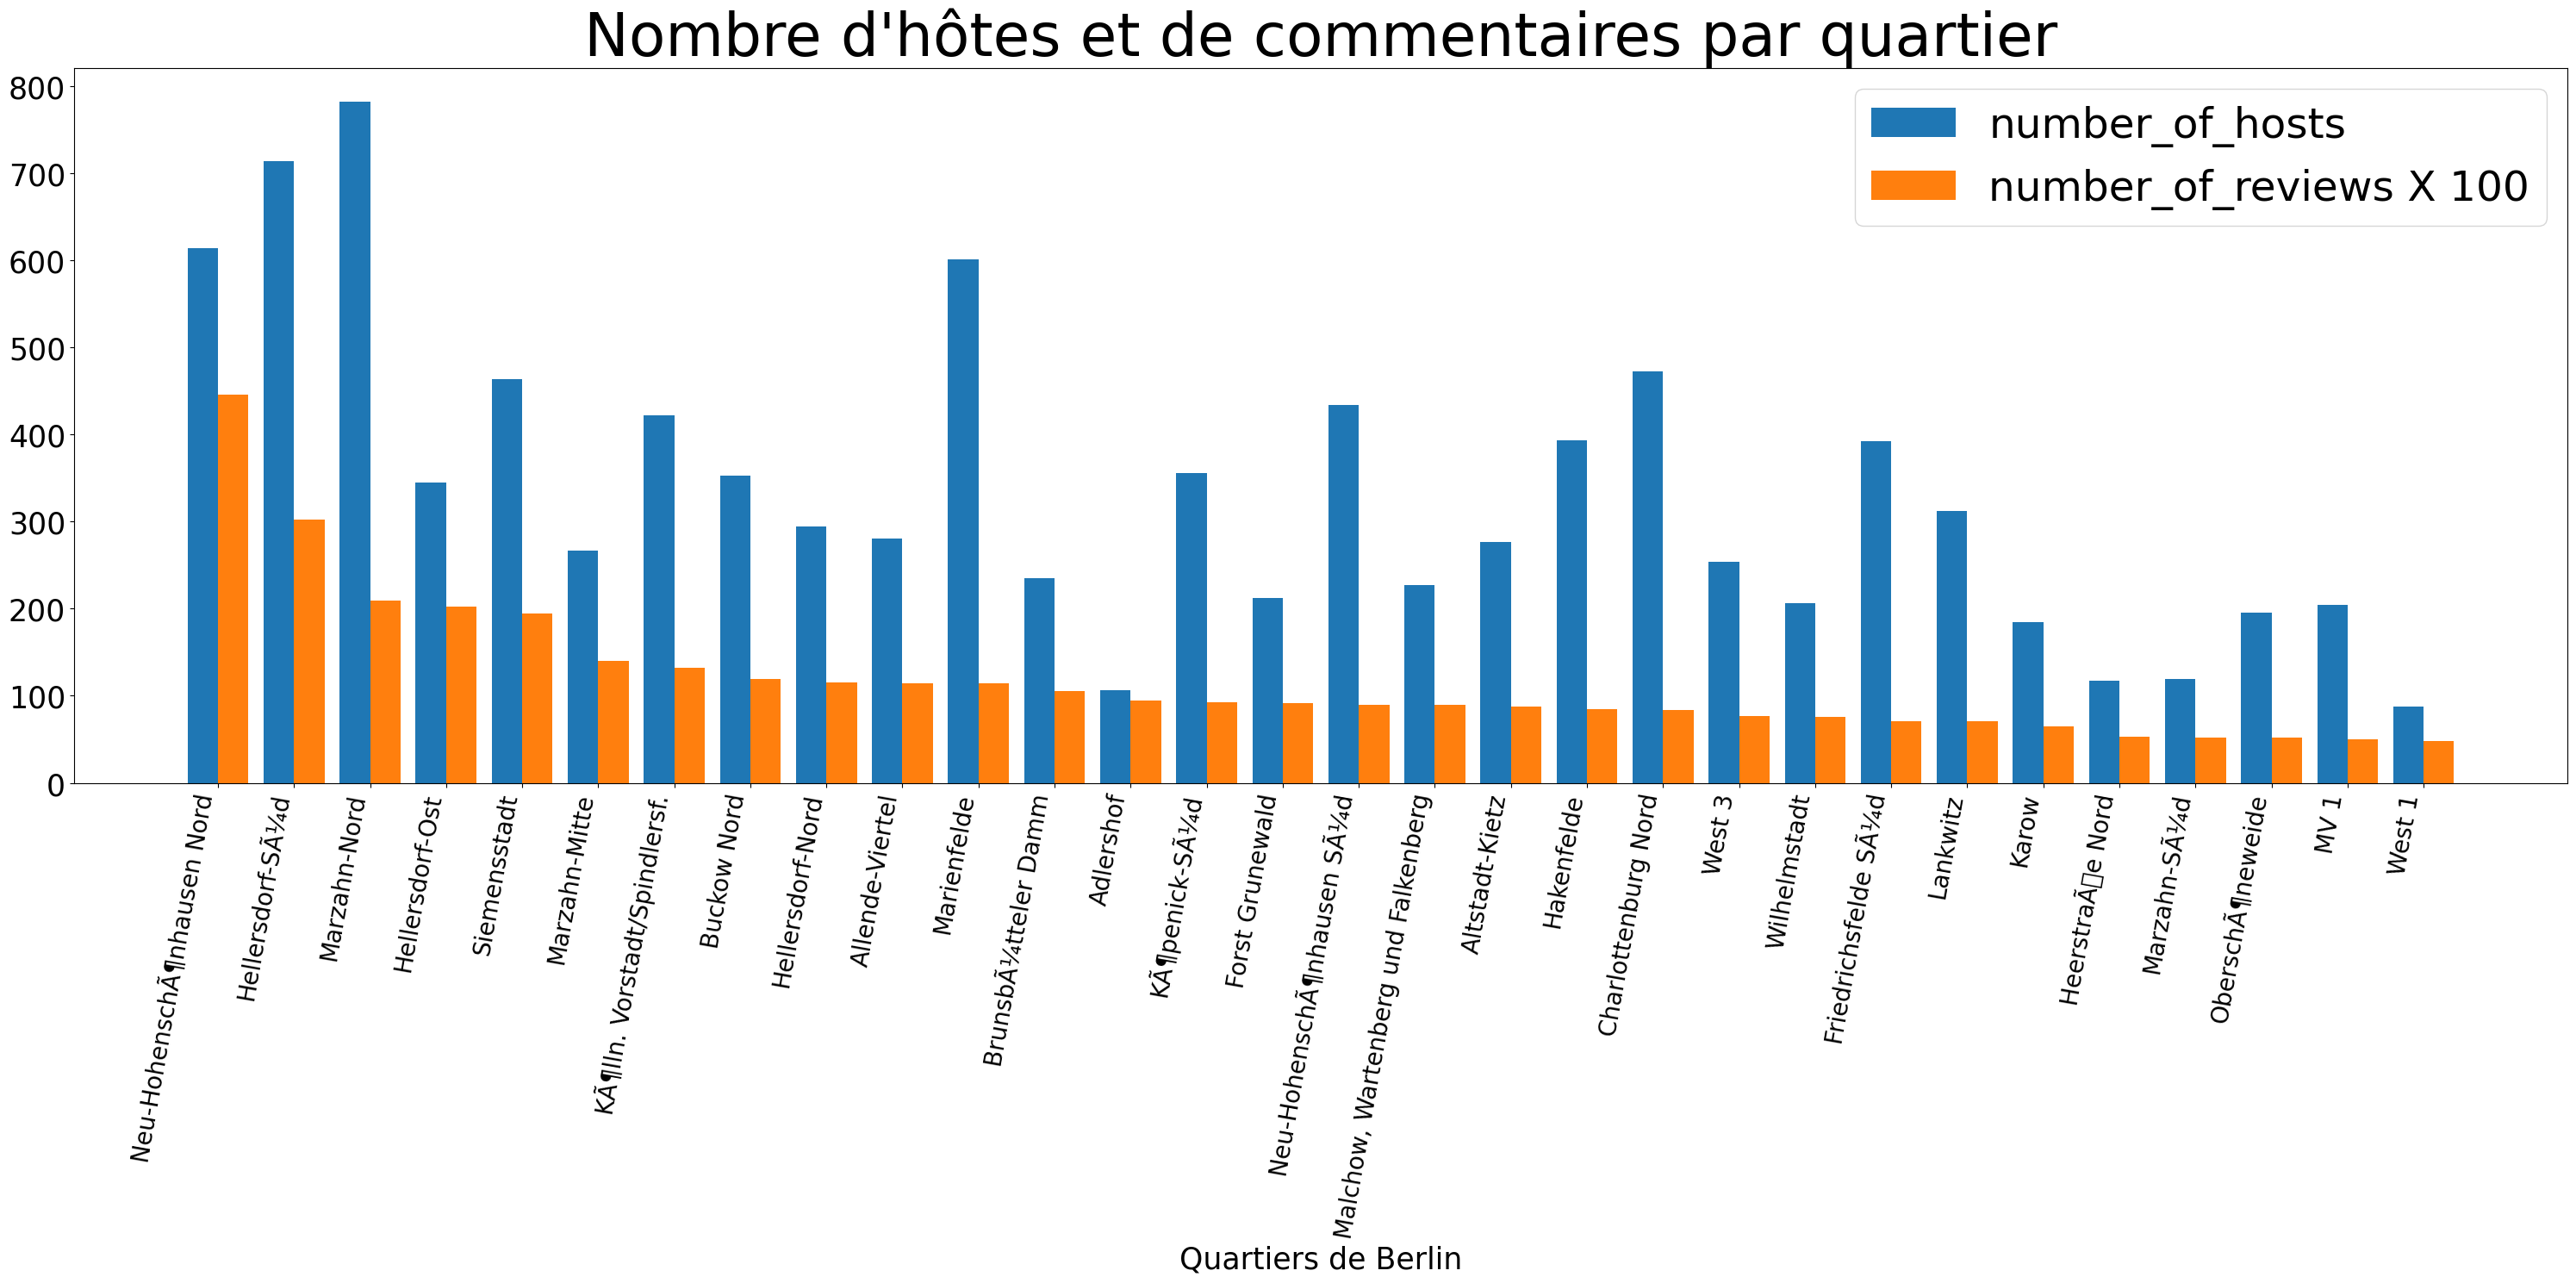 Nombre d'hôtes et de commentaires par quartier
800
700
600
500
400
300
200
100
0
number_of_hosts
number_of_reviews X 100
Neu-HohenschÃ¶nhausen Nord
Hellersdorf-SÃ¼d
Marzahn-Nord
Hellersdorf-Ost
Siemensstadt
Marzahn-Mitte
KÃ¶lln. Vorstadt/Spindlersf.
Buckow Nord
Hellersdorf-Nord
Allende-Viertel
Marienfelde
BrunsbÃ¼tteler Damm
Adlershof
KÃ¶penick-SÃ¼d
Forst Grunewald
Neu-HohenschÃ¶nhausen SÃ¼d
Malchow, Wartenberg und Falkenberg
Altstadt-Kietz
Hakenfelde
Charlottenburg Nord
West 3
Wilhelmstadt
Friedrichsfelde SÃ¼d
Lankwitz
Karow
HeerstraÃ▯e Nord
Marzahn-SÃ¼d
OberschÃ¶neweide
MV 1
West 1
Quartiers de Berlin